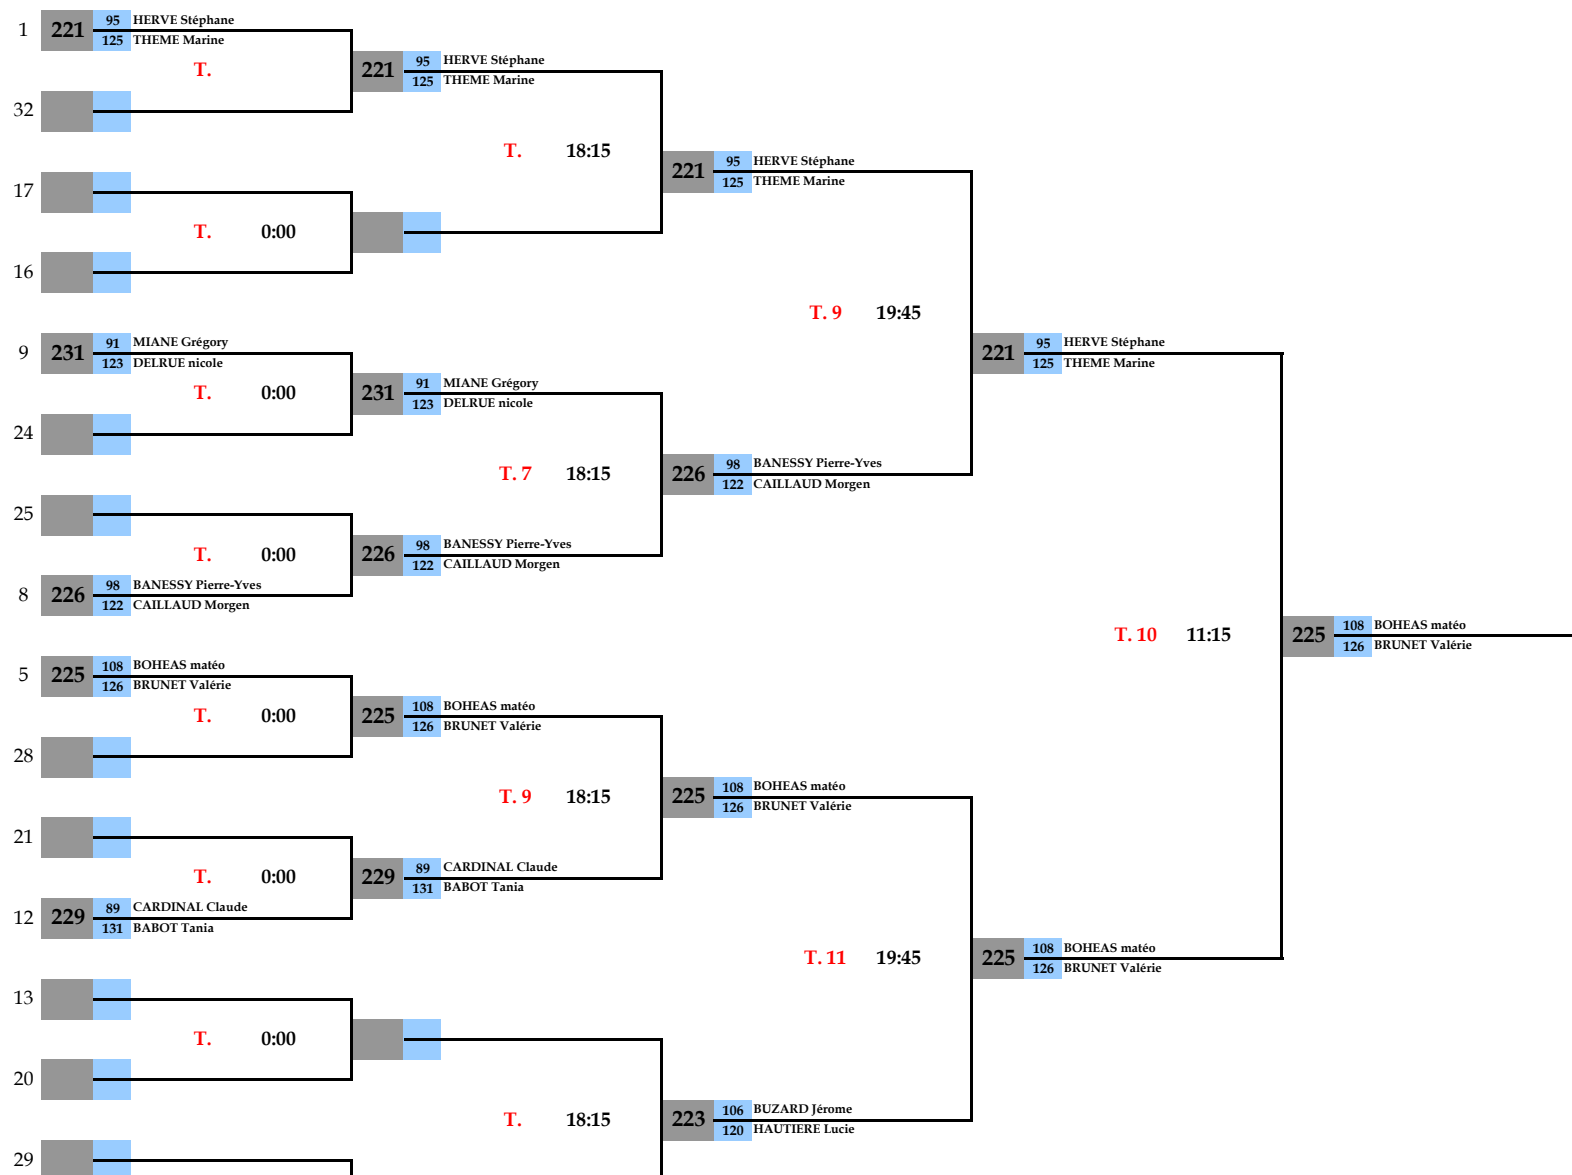 1 221 95 HERVE Stéphane
125 THEME Marine
T.
221 95 HERVE Stéphane
125 THEME Marine
32
T. 18:15
221 95 HERVE Stéphane
125 THEME Marine
17
T. 0:00
16
T. 9 19:45
9 231 91 MIANE Grégory
123 DELRUE nicole
221 95 HERVE Stéphane
125 THEME Marine
T. 0:00
231 91 MIANE Grégory
123 DELRUE nicole
24
T. 7 18:15
226 98 BANESSY Pierre-Yves
122 CAILLAUD Morgen
25
T. 0:00
226 98 BANESSY Pierre-Yves
122 CAILLAUD Morgen
8 226 98 BANESSY Pierre-Yves
122 CAILLAUD Morgen
T. 10 11:15
225 108 BOHEAS matéo
126 BRUNET Valérie
5 225 108 BOHEAS matéo
126 BRUNET Valérie
T. 0:00
225 108 BOHEAS matéo
126 BRUNET Valérie
28
T. 9 18:15
225 108 BOHEAS matéo
126 BRUNET Valérie
21
T. 0:00
229 89 CARDINAL Claude
131 BABOT Tania
12 229 89 CARDINAL Claude
131 BABOT Tania
T. 11 19:45
225 108 BOHEAS matéo
126 BRUNET Valérie
13
T. 0:00
20
T. 18:15
223 106 BUZARD Jérome
120 HAUTIERE Lucie
29